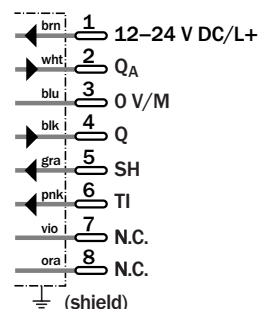 brn 1 12–24 V DC/L+
wht 2 QA
blu 3 0 V/M
blk 4 Q
gra 5 SH
pnk 6 TI
vio 7 N.C.
ora 8 N.C.
(shield)